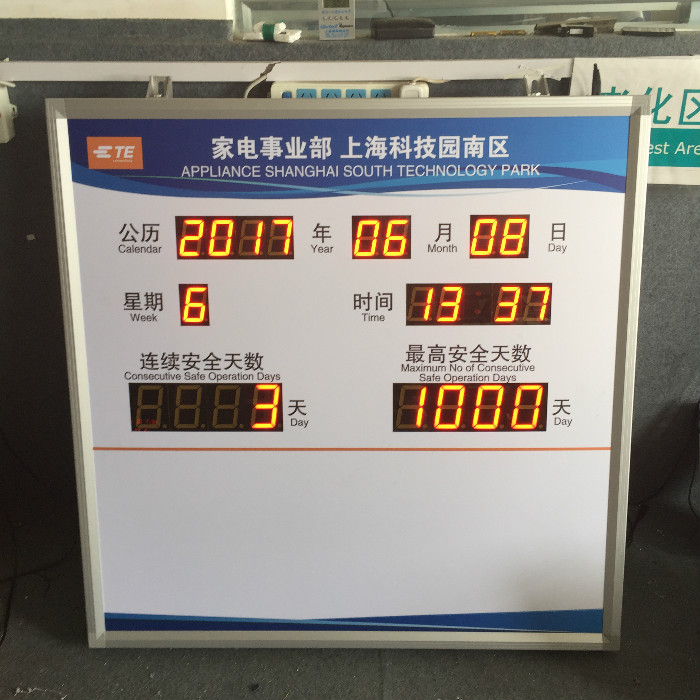 TE
家电事业部 上海科技园南区
APPLIANCE SHANGHAI SOUTH TECHNOLOGY PARK
公历 2017 年 06 月 08 日
Calendar Year Month Day
星期 6 时间 13 37
Week Time
连续安全天数 最高安全天数
Consecutive Safe Operation Days Maximum No of Consecutive
Safe Operation Days
3 天 1000 天
Day Day
化区
est Are